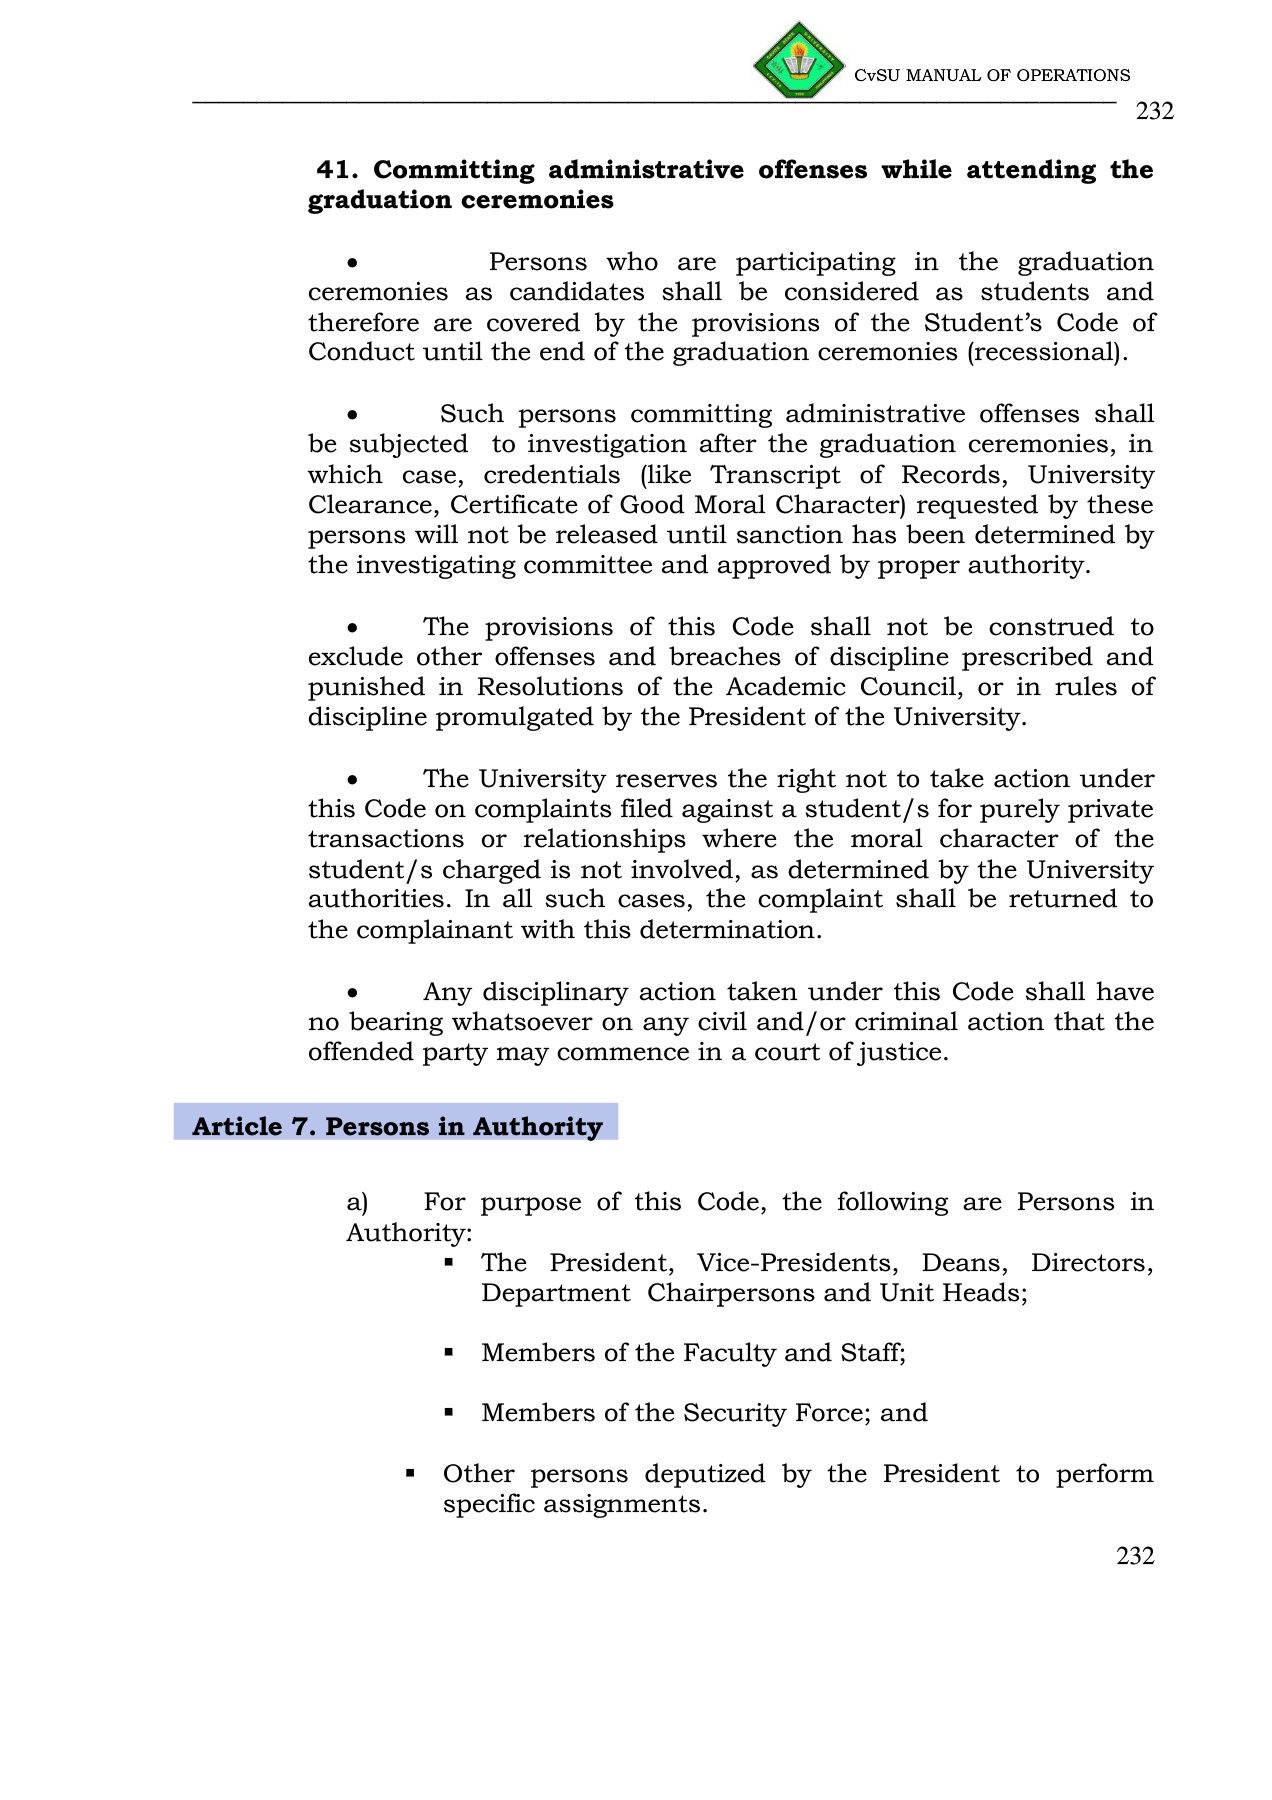 CvSU MANUAL OF OPERATIONS
232
41. Committing administrative offenses while attending the
graduation ceremonies
• Persons who are participating in the graduation
ceremonies as candidates shall be considered as students and
therefore are covered by the provisions of the Student’s Code of
Conduct until the end of the graduation ceremonies (recessional).
• Such persons committing administrative offenses shall
be subjected to investigation after the graduation ceremonies, in
which case, credentials (like Transcript of Records, University
Clearance, Certificate of Good Moral Character) requested by these
persons will not be released until sanction has been determined by
the investigating committee and approved by proper authority.
• The provisions of this Code shall not be construed to
exclude other offenses and breaches of discipline prescribed and
punished in Resolutions of the Academic Council, or in rules of
discipline promulgated by the President of the University.
• The University reserves the right not to take action under
this Code on complaints filed against a student/s for purely private
transactions or relationships where the moral character of the
student/s charged is not involved, as determined by the University
authorities. In all such cases, the complaint shall be returned to
the complainant with this determination.
• Any disciplinary action taken under this Code shall have
no bearing whatsoever on any civil and/or criminal action that the
offended party may commence in a court of justice.
Article 7. Persons in Authority
a) For purpose of this Code, the following are Persons in
Authority:
▪ The President, Vice-Presidents, Deans, Directors,
Department Chairpersons and Unit Heads;
▪ Members of the Faculty and Staff;
▪ Members of the Security Force; and
▪ Other persons deputized by the President to perform
specific assignments.
232